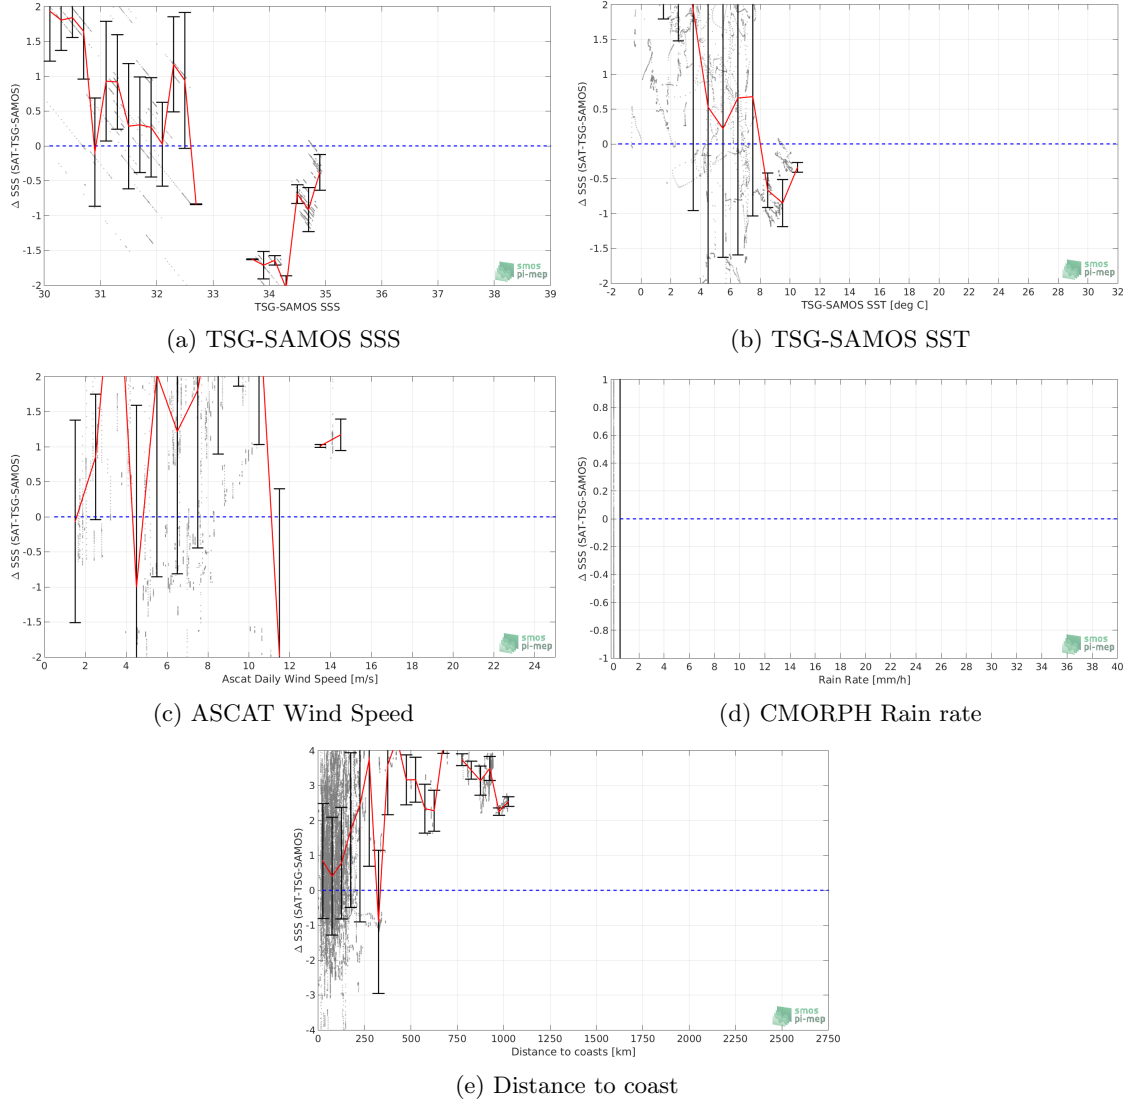 2
1.5
1
0.5
0
-0.5
-1
-1.5
-2
Δ SSS (SAT-TSG-SAMOS)
30 31 32 33 34 35 36 37 38 39
TSG-SAMOS SSS
smos
pi-mep
(a) TSG-SAMOS SSS
2
1.5
1
0.5
0
-0.5
-1
-1.5
-2
Δ SSS (SAT-TSG-SAMOS)
-2 0 2 4 6 8 10 12 14 16 18 20 22 24 26 28 30 32
TSG-SAMOS SST [deg C]
smos
pi-mep
(b) TSG-SAMOS SST
2
1.5
1
0.5
0
-0.5
-1
-1.5
-2
Δ SSS (SAT-TSG-SAMOS)
0 2 4 6 8 10 12 14 16 18 20 22 24
Ascat Daily Wind Speed [m/s]
smos
pi-mep
(c) ASCAT Wind Speed
1
0.8
0.6
0.4
0.2
0
-0.2
-0.4
-0.6
-0.8
-1
Δ SSS (SAT-TSG-SAMOS)
0 2 4 6 8 10 12 14 16 18 20 22 24 26 28 30 32 34 36 38 40
Rain Rate [mm/h]
smos
pi-mep
(d) CMORPH Rain rate
4
3
2
1
0
-1
-2
-3
-4
Δ SSS (SAT-TSG-SAMOS)
0 250 500 750 1000 1250 1500 1750 2000 2250 2500 2750
Distance to coasts [km]
smos
pi-mep
(e) Distance to coast